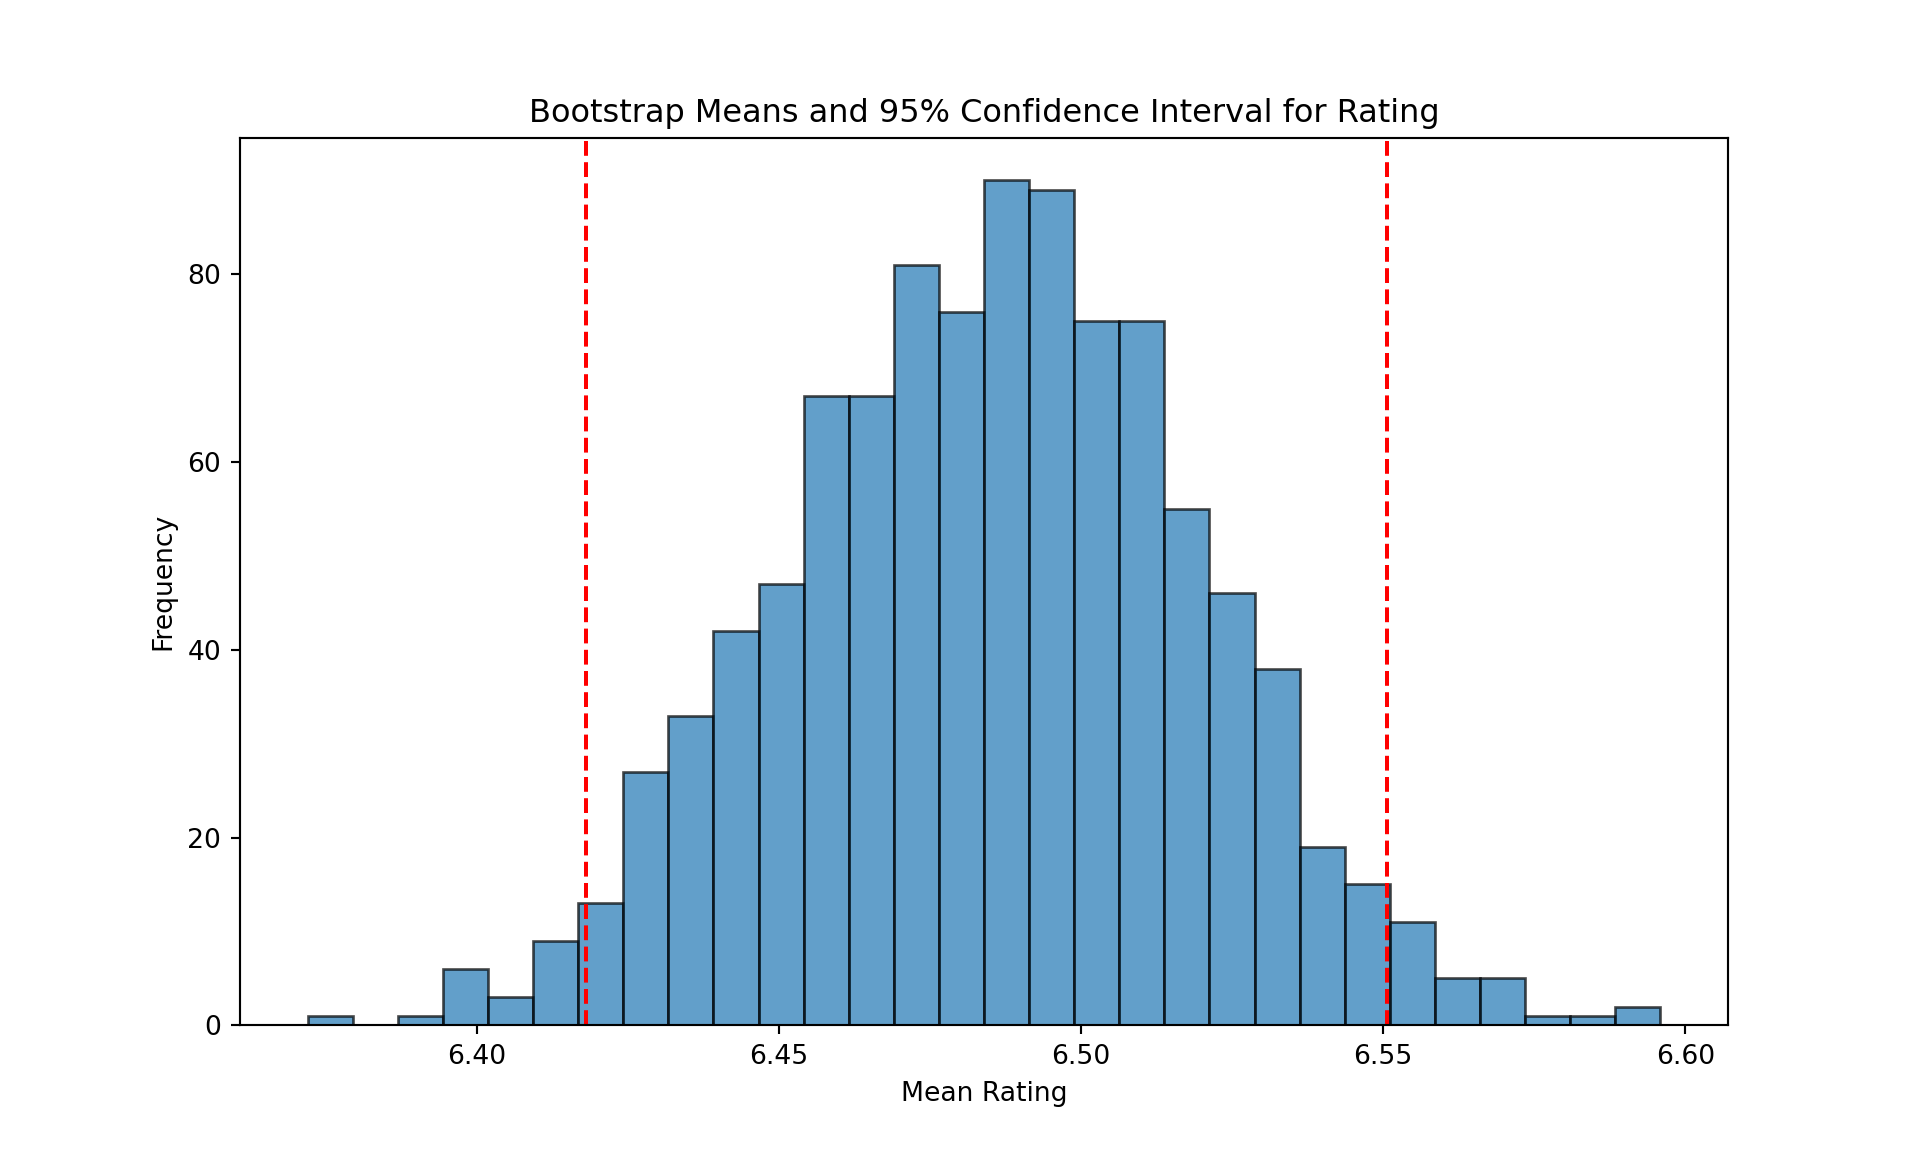 Bootstrap Means and 95% Confidence Interval for Rating
Frequency
80
60
40
20
0
6.40 6.45 6.50 6.55 6.60
Mean Rating